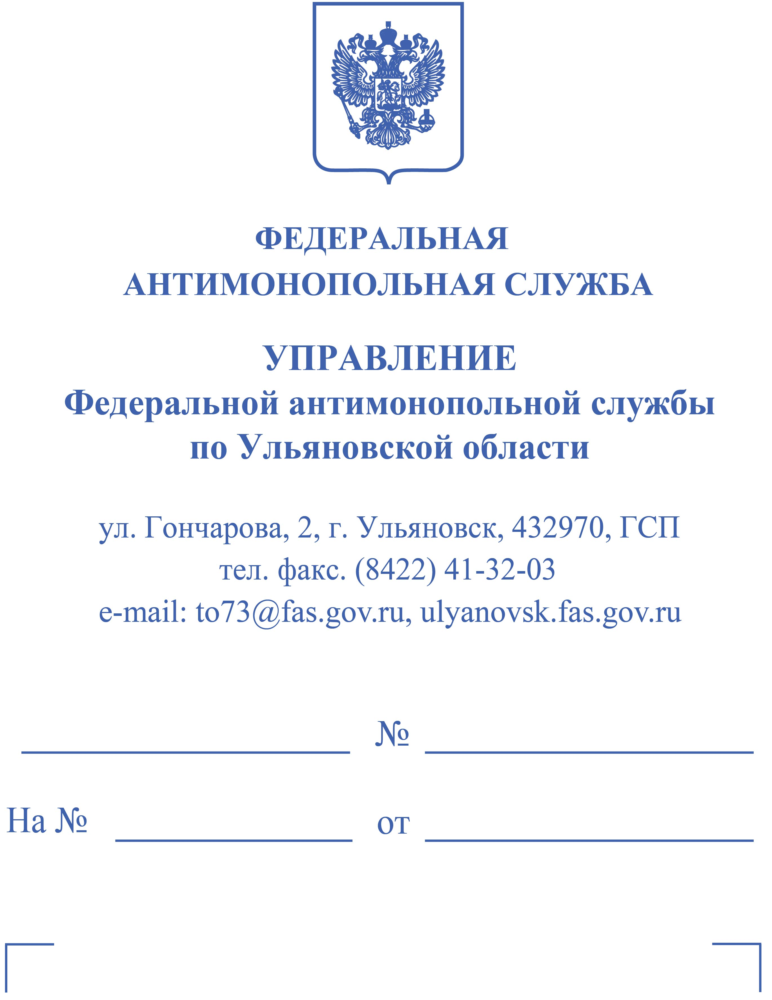 ФЕДЕРАЛЬНАЯ
АНТИМОНОПОЛЬНАЯ СЛУЖБА
УПРАВЛЕНИЕ
Федеральной антимонопольной службы
по Ульяновской области
ул. Гончарова, 2, г. Ульяновск, 432970, ГСП
тел. факс. (8422) 41-32-03
e-mail: to73@fas.gov.ru, ulyanovsk.fas.gov.ru
№
На № от